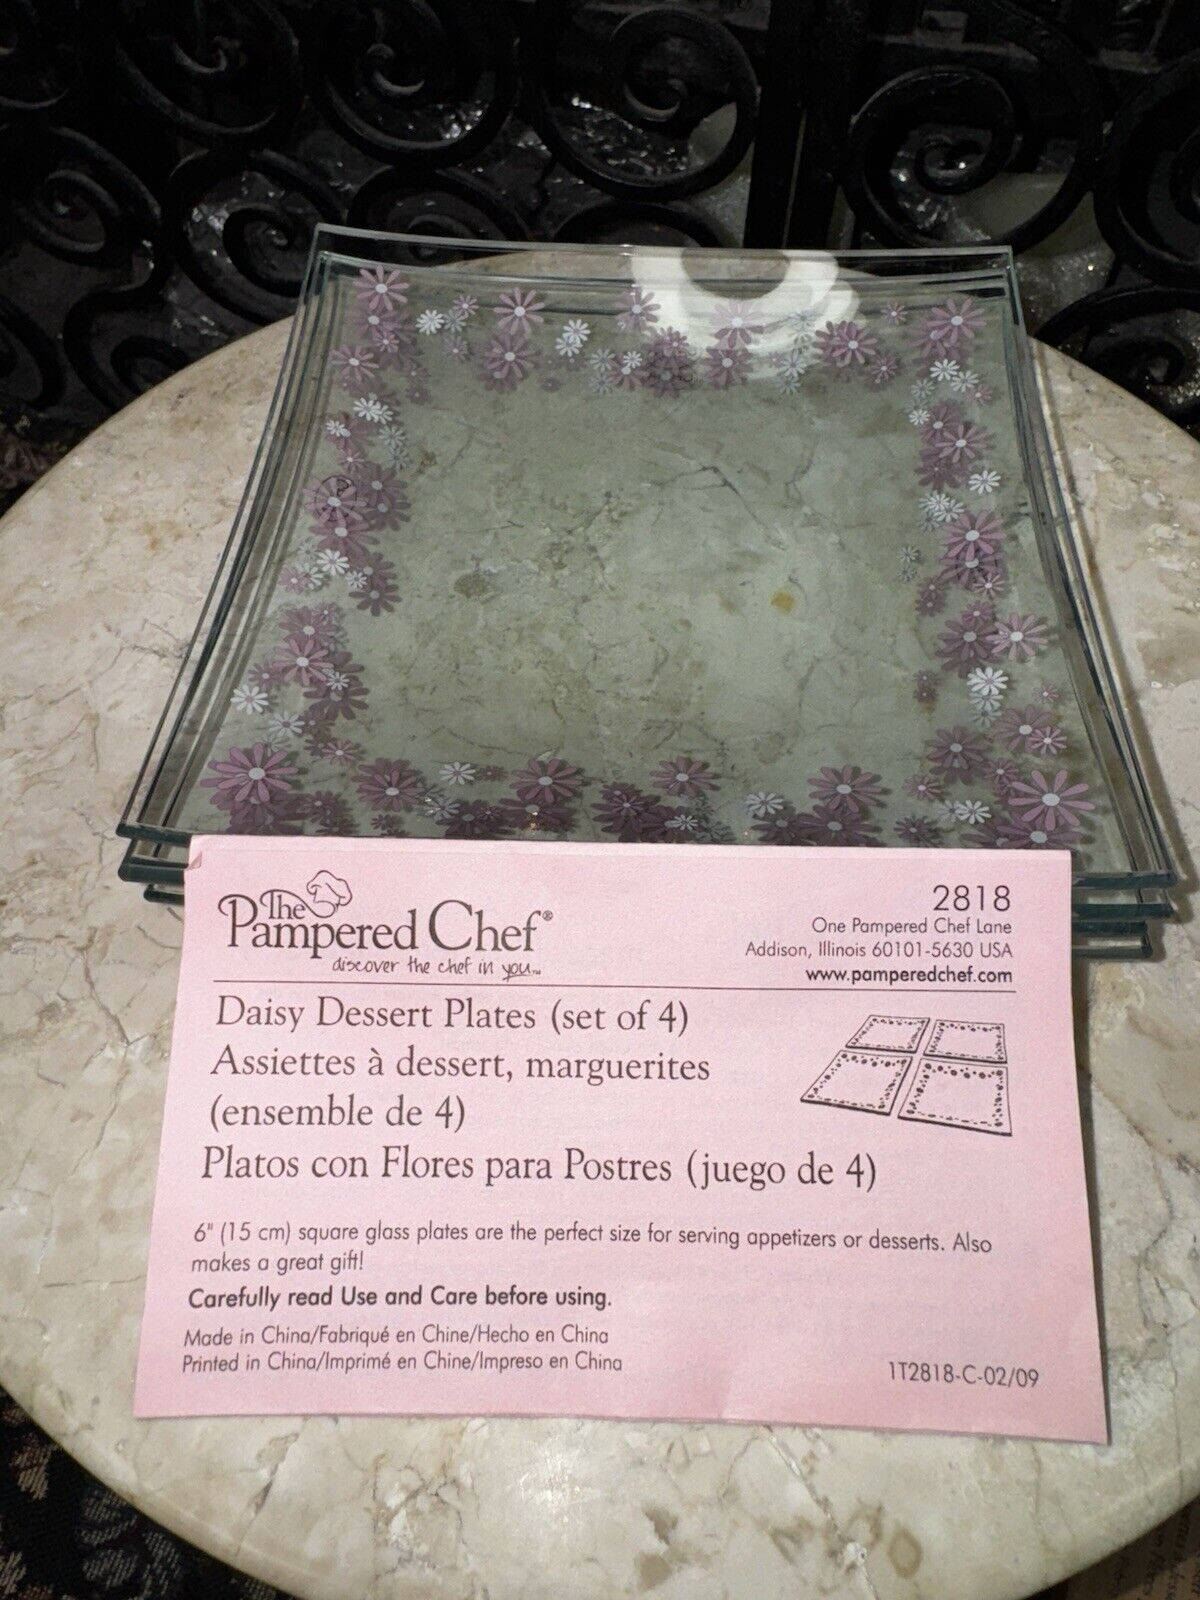 The
Pampered Chef®
discover the chef in you™
2818
One Pampered Chef Lane
Addison, Illinois 60101-5630 USA
www.pamperedchef.com
Daisy Dessert Plates (set of 4)
Assiettes à dessert, marguerites
(ensemble de 4)
Platos con Flores para Postres (juego de 4)
6" (15 cm) square glass plates are the perfect size for serving appetizers or desserts. Also
makes a great gift!
Carefully read Use and Care before using.
Made in China/Fabriqué en Chine/Hecho en China
Printed in China/Imprimé en Chine/Impreso en China
1T2818-C-02/09